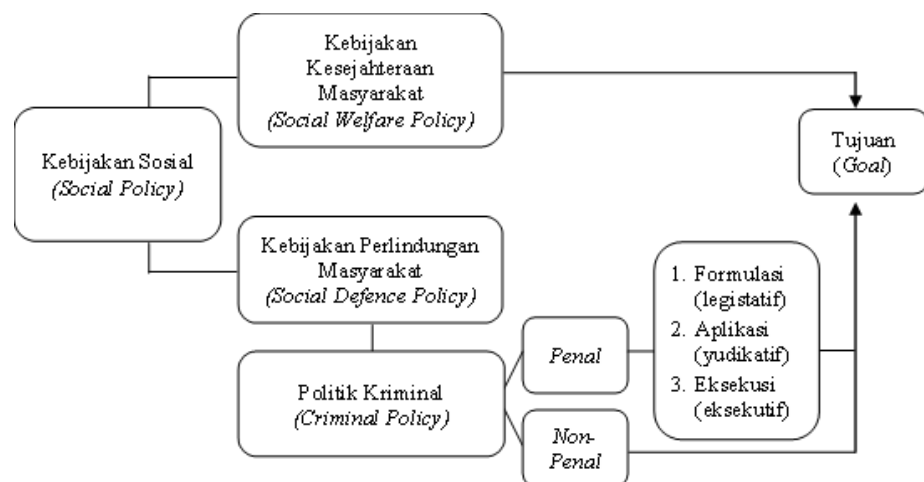 Kebijakan
Kesejahteraan
Masyarakat
(Social Welfare Policy)
Tujuan
(Goal)
Kebijakan Sosial
(Social Policy)
Kebijakan Perlindungan
Masyarakat
(Social Defence Policy)
1. Formulasi
(legistatif)
2. Aplikasi
(yudikatif)
3. Eksekusi
(eksekutif)
Penal
Politik Kriminal
(Criminal Policy)
Non-
Penal